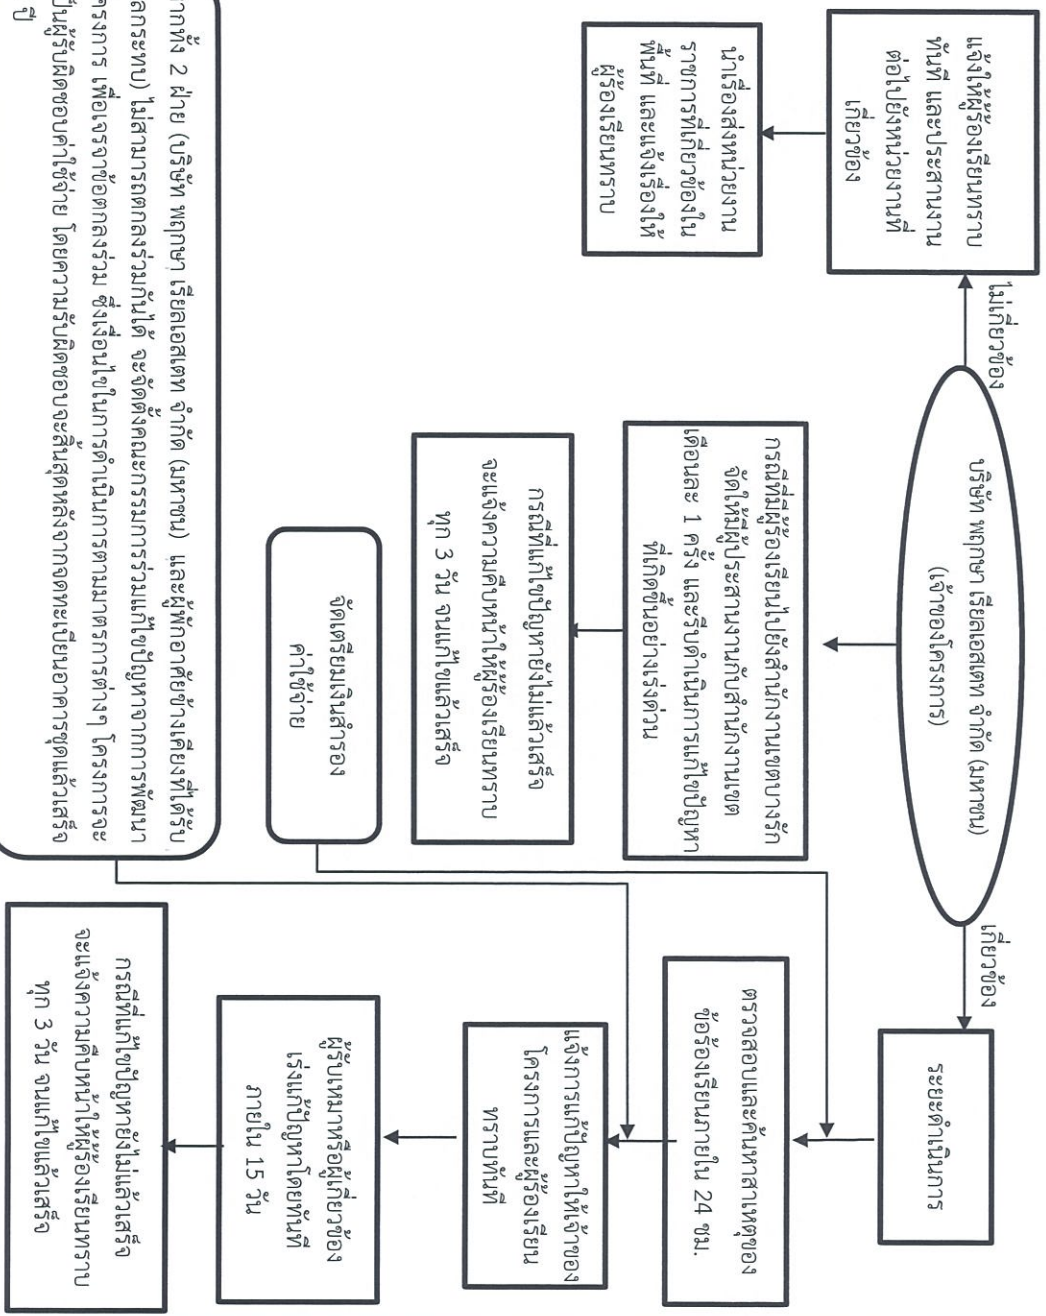 บริษัท พฤกษา เรียลเอสเตท จำกัด (มหาชน)
(เจ้าของโครงการ)
ไม่เกี่ยวข้อง
เกี่ยวข้อง
แจ้งให้ผู้ร้องเรียนทราบ
ทันที และประสานงาน
ต่อไปยังหน่วยงานที่
เกี่ยวข้อง
นำเรื่องส่งหน่วยงาน
ราชการที่เกี่ยวข้องใน
พื้นที่ และแจ้งเรื่องให้
ผู้ร้องเรียนทราบ
กรณีที่มีผู้ร้องเรียนไปยังสำนักงานเขตบางรัก
จัดให้มีผู้ประสานงานกับสำนักงานเขต
เดือนละ 1 ครั้ง และรีบดำเนินการแก้ไขปัญหา
ที่เกิดขึ้นอย่างเร่งด่วน
กรณีที่แก้ไขปัญหายังไม่แล้วเสร็จ
จะแจ้งความคืบหน้าให้ผู้ร้องเรียนทราบ
ทุก 3 วัน จนแก้ไขแล้วเสร็จ
จัดเตรียมเงินสำรอง
ค่าใช้จ่าย
ระยะดำเนินการ
ตรวจสอบและค้นหาสาเหตุของ
ข้อร้องเรียนภายใน 24 ชม.
แจ้งการแก้ปัญหาให้เจ้าของ
โครงการและผู้ร้องเรียน
ทราบทันที
ผู้รับเหมาหรือผู้เกี่ยวข้อง
เร่งแก้ปัญหาโดยทันที
ภายใน 15 วัน
กรณีที่แก้ไขปัญหายังไม่แล้วเสร็จ
จะแจ้งความคืบหน้าให้ผู้ร้องเรียนทราบ
ทุก 3 วัน จนแก้ไขแล้วเสร็จ
ากทั้ง 2 ฝ่าย (บริษัท พฤกษา เรียลเอสเตท จำกัด (มหาชน) และผู้พักอาศัยข้างเคียงที่ได้รับ
ลกระทบ) ไม่สามารถตกลงร่วมกันได้ จะจัดตั้งคณะกรรมการร่วมแก้ไขปัญหาจากการพัฒนา
ครงการ เพื่อเจรจาข้อตกลงร่วม ซึ่งเงื่อนไขในการดำเนินการตามมาตรการต่างๆ โครงการจะ
ป็นผู้รับผิดชอบค่าใช้จ่าย โดยความรับผิดชอบจะสิ้นสุดหลังจากจดทะเบียนอาคารชุดแล้วเสร็จ
ปี